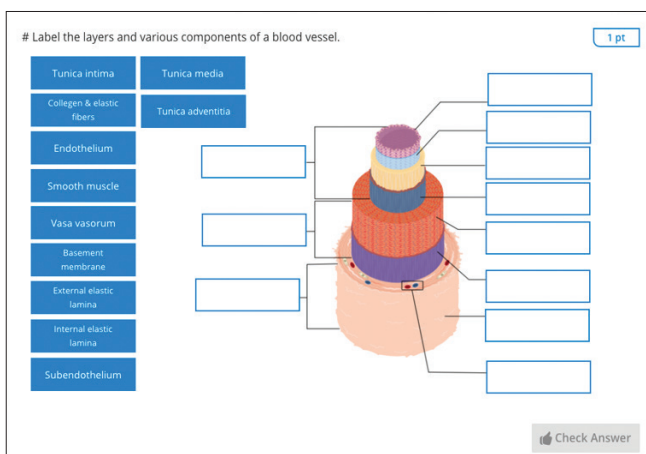 # Label the layers and various components of a blood vessel.
1 pt
Tunica intima
Tunica media
Collegen & elastic
fibers
Tunica adventitia
Endothelium
Smooth muscle
Vasa vasorum
Basement
membrane
External elastic
lamina
Internal elastic
lamina
Subendothelium
Check Answer